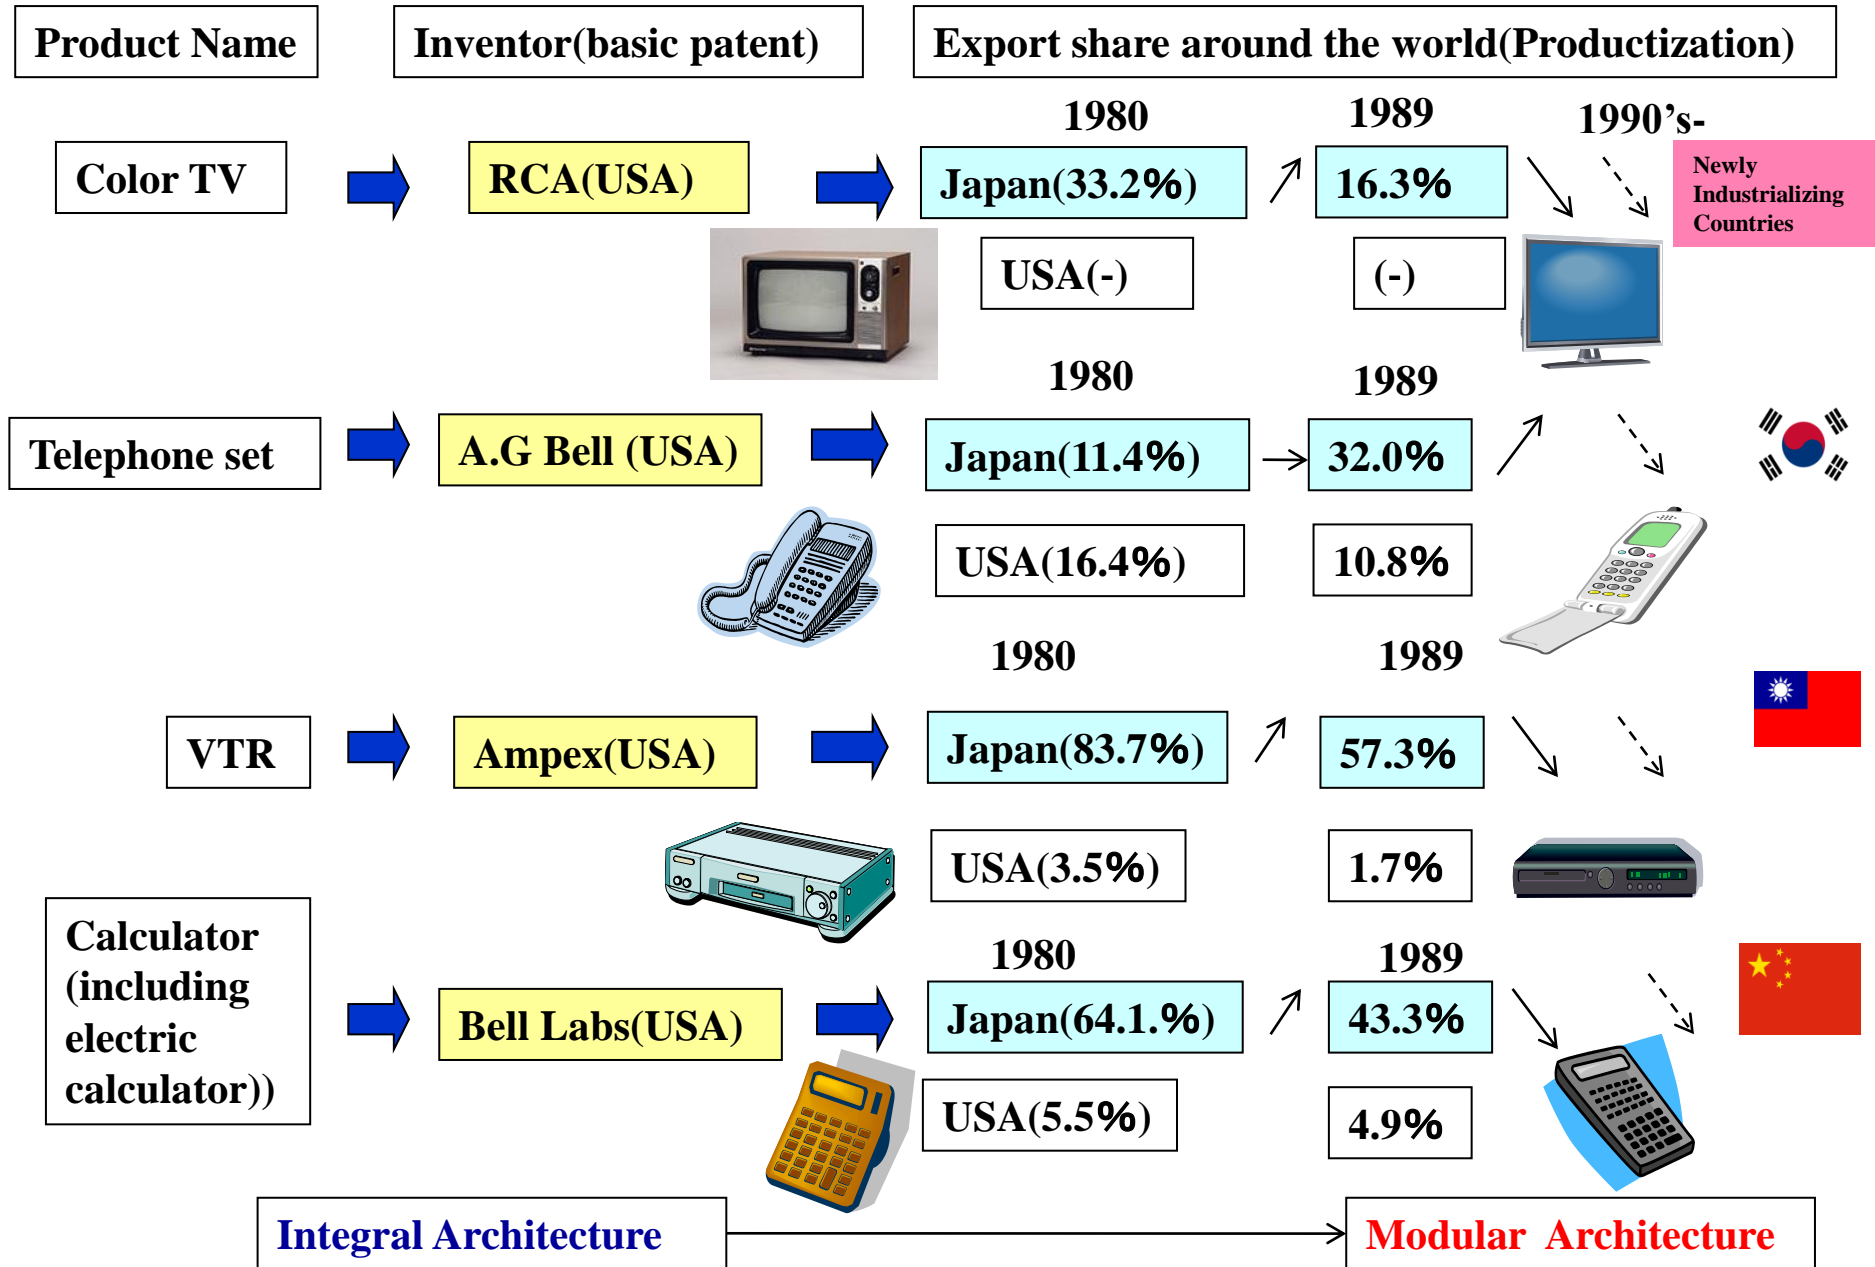 Product Name
Inventor(basic patent)
Export share around the world(Productization)
1980
1989
1990’s-
Color TV
RCA(USA)
Japan(33.2%)
16.3%
Newly
Industrializing
Countries
USA(-)
(-)
1980
1989
Telephone set
A.G Bell (USA)
Japan(11.4%)
32.0%
USA(16.4%)
10.8%
1980
1989
VTR
Ampex(USA)
Japan(83.7%)
57.3%
USA(3.5%)
1.7%
1980
1989
Calculator
(including
electric
calculator))
Bell Labs(USA)
Japan(64.1.%)
43.3%
USA(5.5%)
4.9%
Integral Architecture
Modular Architecture